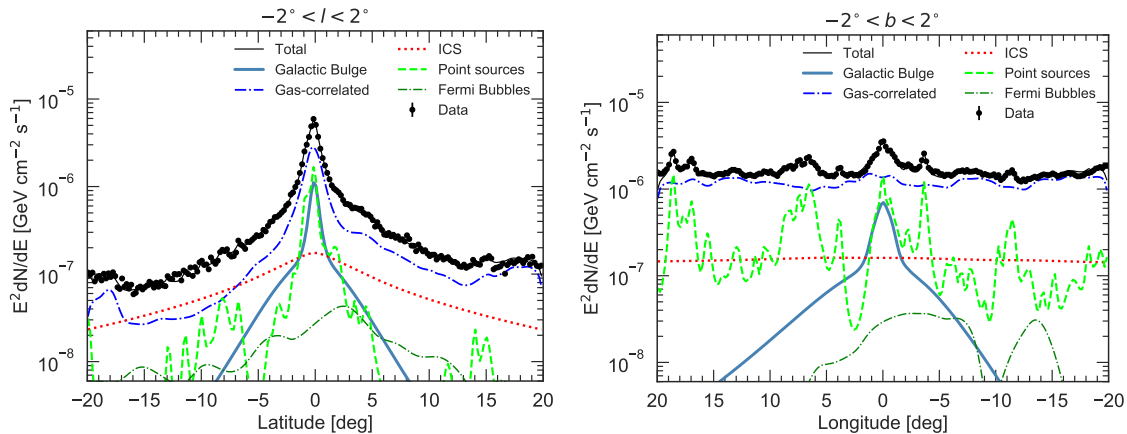 −2° < l < 2°
Total
Galactic Bulge
Gas-correlated
ICS
Point sources
Fermi Bubbles
Data
E²dN/dE [GeV cm⁻² s⁻¹]
10⁻⁵
10⁻⁶
10⁻⁷
10⁻⁸
−20 −15 −10 −5 0 5 10 15 20
Latitude [deg]
−2° < b < 2°
Total
Galactic Bulge
Gas-correlated
ICS
Point sources
Fermi Bubbles
Data
E²dN/dE [GeV cm⁻² s⁻¹]
10⁻⁵
10⁻⁶
10⁻⁷
10⁻⁸
20 15 10 5 0 −5 −10 −15 −20
Longitude [deg]